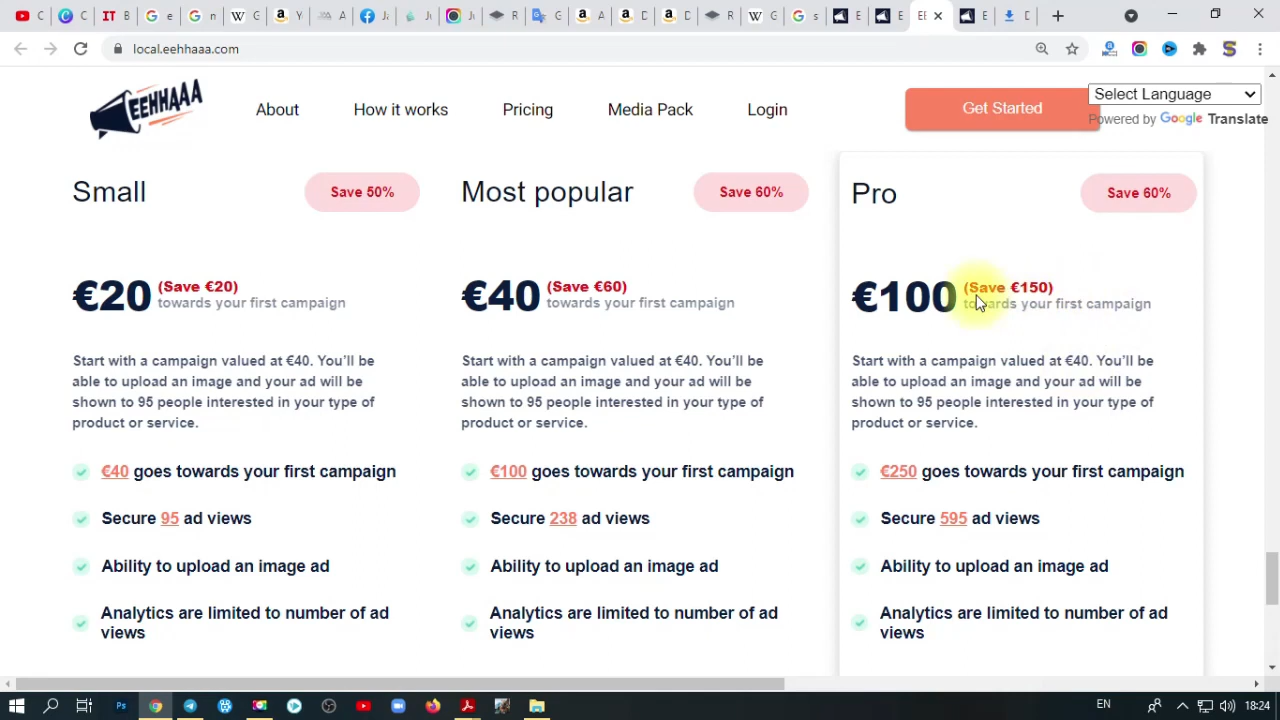 local.eehhaaa.com
EEHHAAA
About
How it works
Pricing
Media Pack
Login
Get Started
Select Language
Powered by Google Translate
Small
Save 50%
€20
(Save €20)
towards your first campaign
Start with a campaign valued at €40. You’ll be
able to upload an image and your ad will be
shown to 95 people interested in your type of
product or service.
€40 goes towards your first campaign
Secure 95 ad views
Ability to upload an image ad
Analytics are limited to number of ad
views
Most popular
Save 60%
€40
(Save €60)
towards your first campaign
Start with a campaign valued at €40. You’ll be
able to upload an image and your ad will be
shown to 95 people interested in your type of
product or service.
€100 goes towards your first campaign
Secure 238 ad views
Ability to upload an image ad
Analytics are limited to number of ad
views
Pro
Save 60%
€100
(Save €150)
towards your first campaign
Start with a campaign valued at €40. You’ll be
able to upload an image and your ad will be
shown to 95 people interested in your type of
product or service.
€250 goes towards your first campaign
Secure 595 ad views
Ability to upload an image ad
Analytics are limited to number of ad
views
EN
18:24